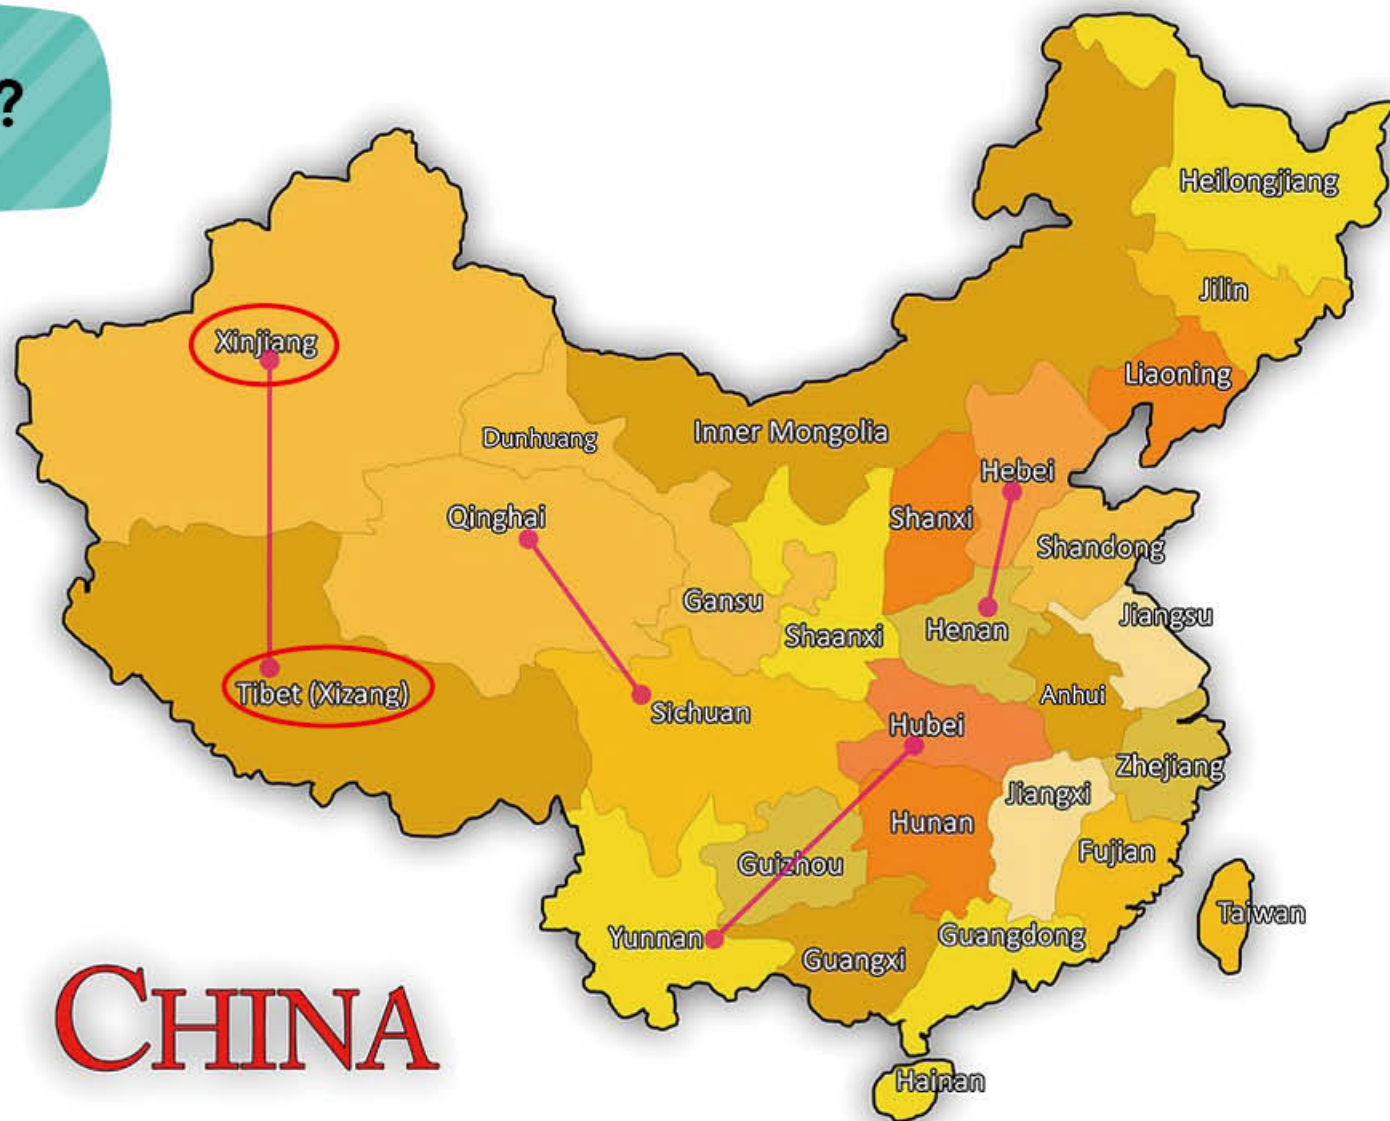 ?
Heilongjiang
Jilin
Xinjiang
Liaoning
Dunhuang
Inner Mongolia
Hebei
Qinghai
Shanxi
Shandong
Gansu
Jiangsu
Shaanxi
Henan
Tibet (Xizang)
Anhui
Sichuan
Hubei
Zhejiang
Jiangxi
Hunan
Fujian
Guizhou
Taiwan
Yunnan
Guangdong
Guangxi
CHINA
Hainan